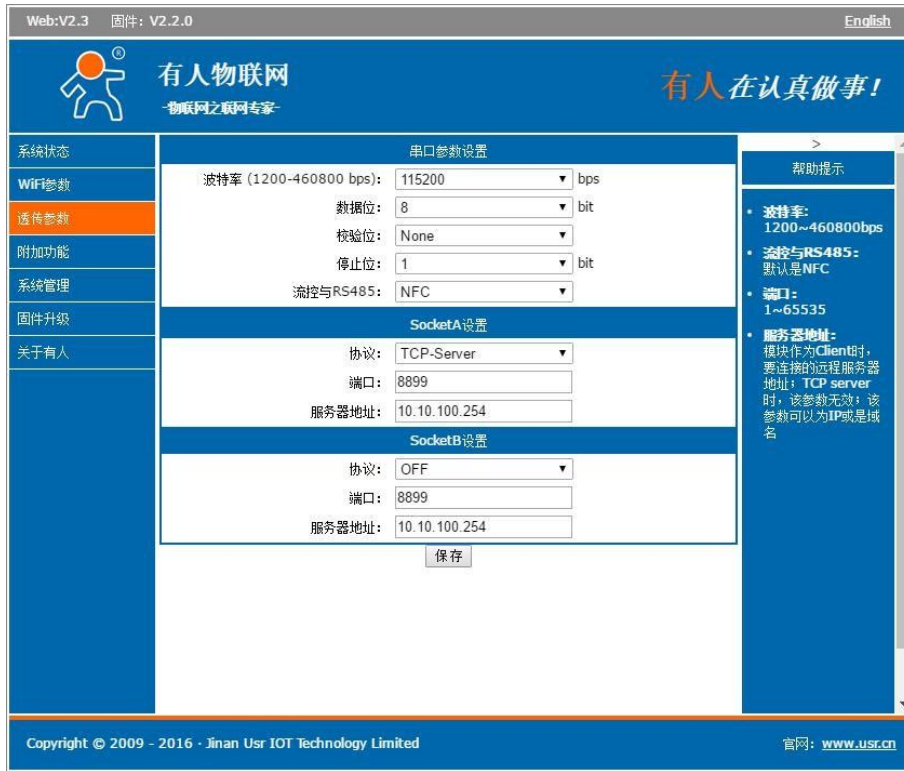 Web:V2.3 固件: V2.2.0 English
®
有人物联网
-物联网之联网专家-
有人在认真做事!
系统状态
WiFi参数
透传参数
附加功能
系统管理
固件升级
关于有人
串口参数设置
波特率 (1200-460800 bps): 115200 bps
数据位: 8 bit
校验位: None
停止位: 1 bit
流控与RS485: NFC
SocketA设置
协议: TCP-Server
端口: 8899
服务器地址: 10.10.100.254
SocketB设置
协议: OFF
端口: 8899
服务器地址: 10.10.100.254
保存
>
帮助提示
• 波特率:
1200~460800bps
• 流控与RS485:
默认是NFC
• 端口:
1~65535
• 服务器地址:
模块作为Client时,
要连接的远程服务器
地址; TCP server
时, 该参数无效; 该
参数可以为IP或是域
名
Copyright © 2009 - 2016 · Jinan Usr IOT Technology Limited 官网: www.usr.cn